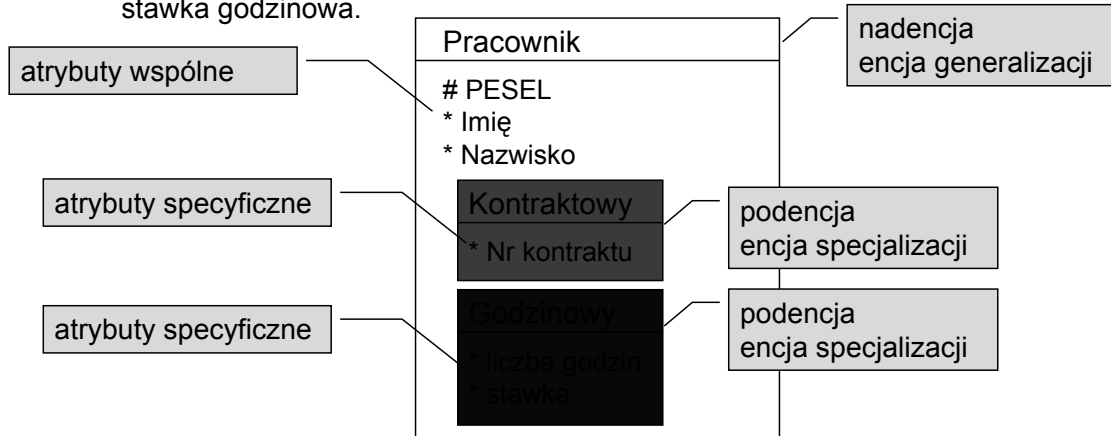 stawka godzinowa.
Pracownik
nadencja
encja generalizacji
atrybuty wspólne
# PESEL
* Imię
* Nazwisko
atrybuty specyficzne
Kontraktowy
* Nr kontraktu
podencja
encja specjalizacji
atrybuty specyficzne
Godzinowy
* liczba godzin
* stawka
podencja
encja specjalizacji